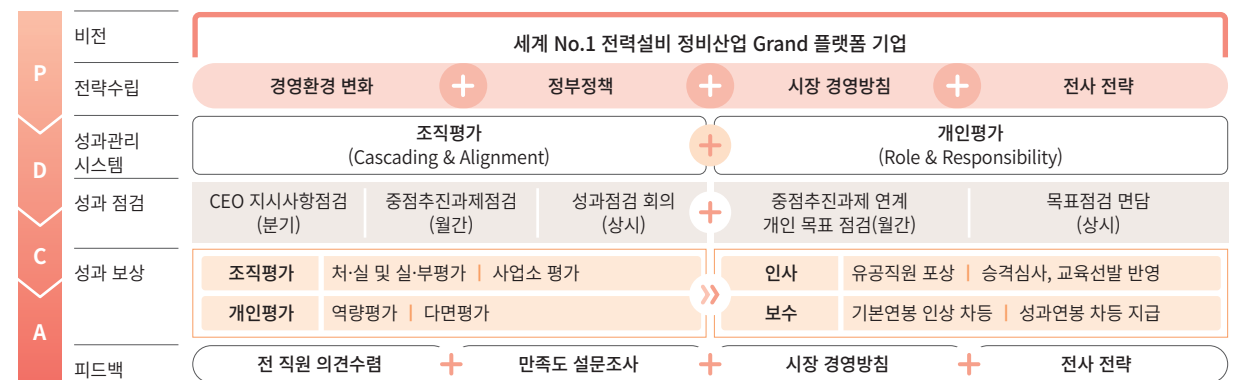 비전
세계 No.1 전력설비 정비산업 Grand 플랫폼 기업
P
전략수립
경영환경 변화 + 정부정책 + 시장 경영방침 + 전사 전략
D
성과관리
시스템
조직평가
(Cascading & Alignment)
+
개인평가
(Role & Responsibility)
성과 점검
CEO 지시사항점검
(분기)
중점추진과제점검
(월간)
성과점검 회의
(상시)
+
중점추진과제 연계
개인 목표 점검(월간)
목표점검 면담
(상시)
C
성과 보상
조직평가 처·실 및 실·부평가 | 사업소 평가
개인평가 역량평가 | 다면평가
»
인사 유공직원 포상 | 승격심사, 교육선발 반영
보수 기본연봉 인상 차등 | 성과연봉 차등 지급
A
피드백
전 직원 의견수렴 + 만족도 설문조사 + 시장 경영방침 + 전사 전략